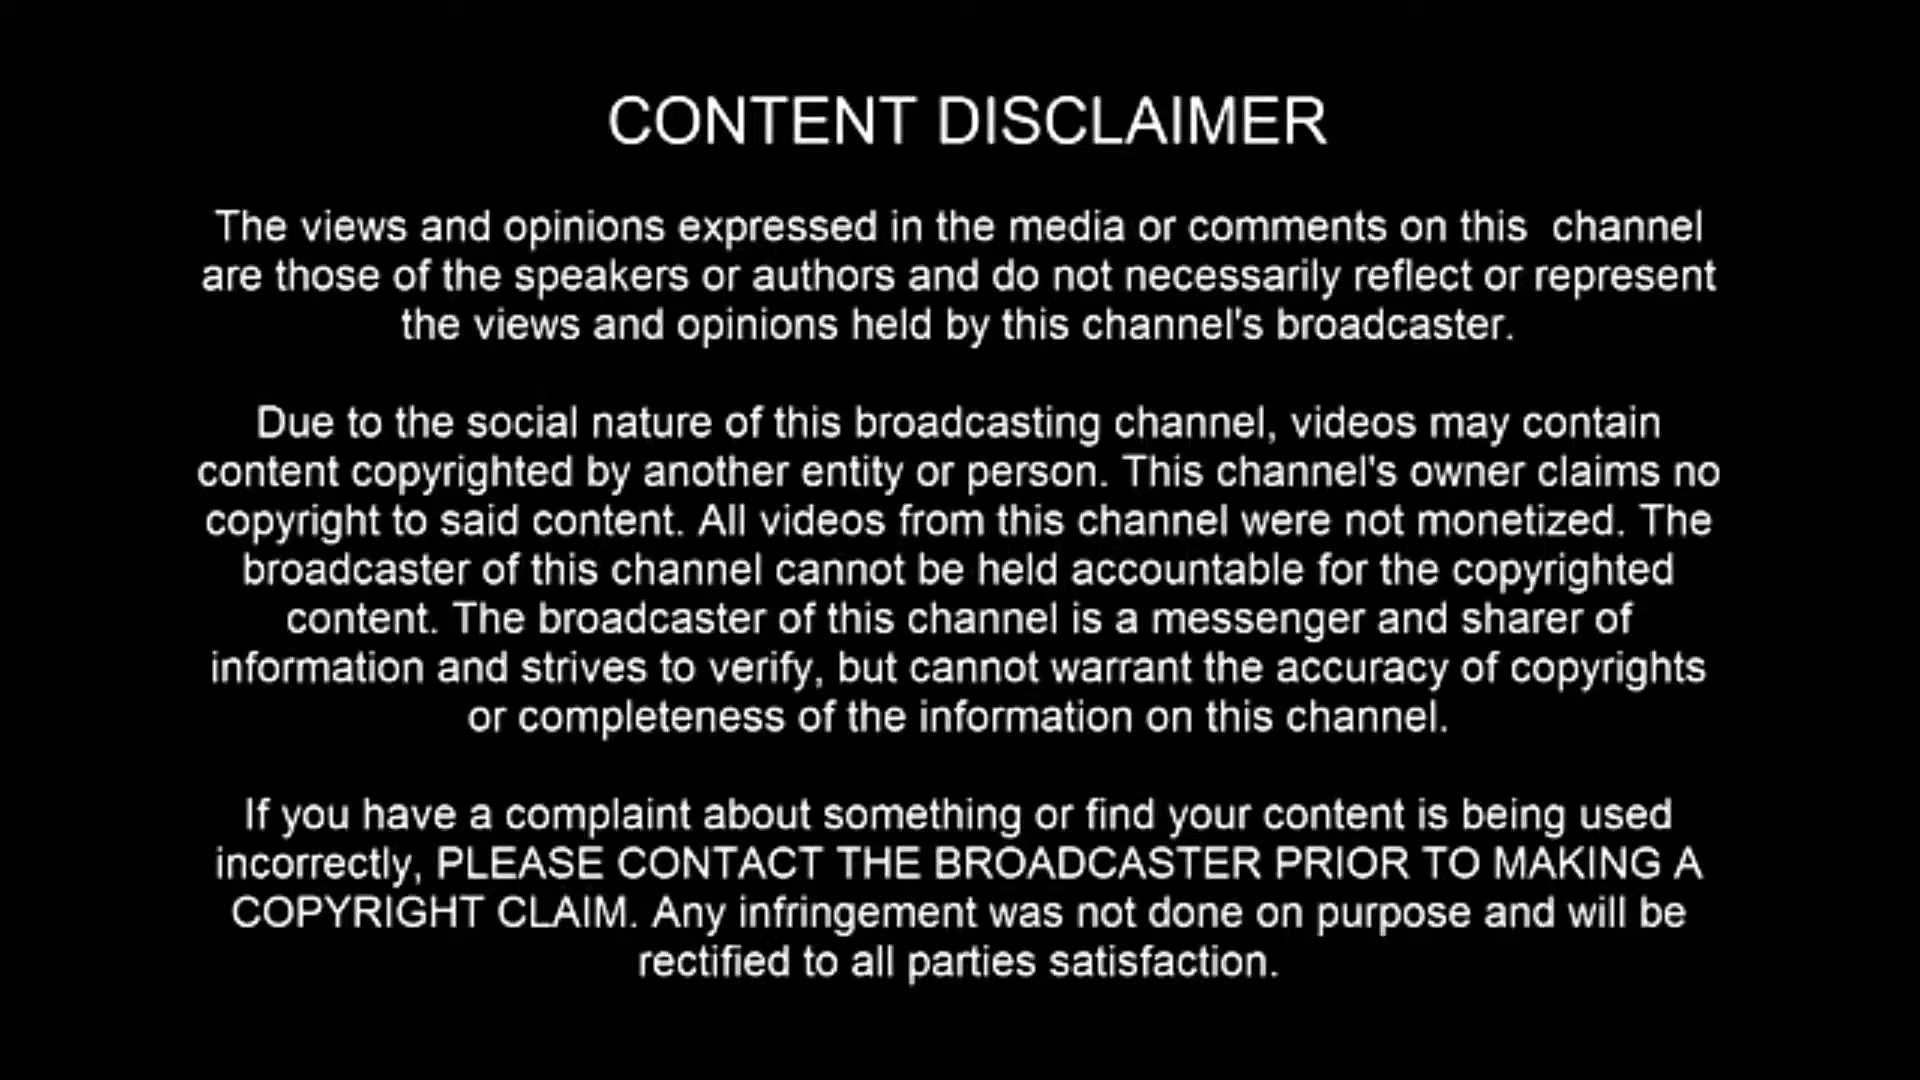 CONTENT DISCLAIMER
The views and opinions expressed in the media or comments on this  channel
are those of the speakers or authors and do not necessarily reflect or represent
the views and opinions held by this channel's broadcaster.
Due to the social nature of this broadcasting channel, videos may contain
content copyrighted by another entity or person. This channel's owner claims no
copyright to said content. All videos from this channel were not monetized. The
broadcaster of this channel cannot be held accountable for the copyrighted
content. The broadcaster of this channel is a messenger and sharer of
information and strives to verify, but cannot warrant the accuracy of copyrights
or completeness of the information on this channel.
If you have a complaint about something or find your content is being used
incorrectly, PLEASE CONTACT THE BROADCASTER PRIOR TO MAKING A
COPYRIGHT CLAIM. Any infringement was not done on purpose and will be
rectified to all parties satisfaction.